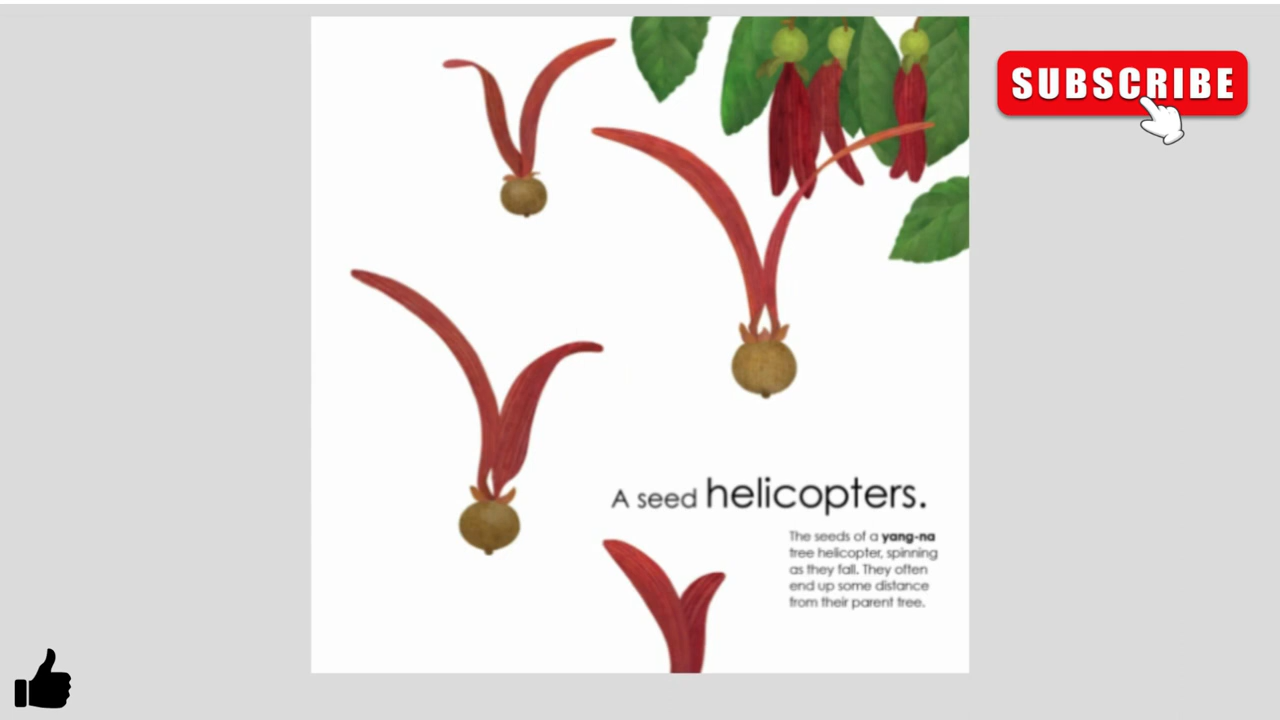 SUBSCRIBE
A seed helicopters.
The seeds of a yang-na
tree helicopter, spinning
as they fall. They often
end up some distance
from their parent tree.